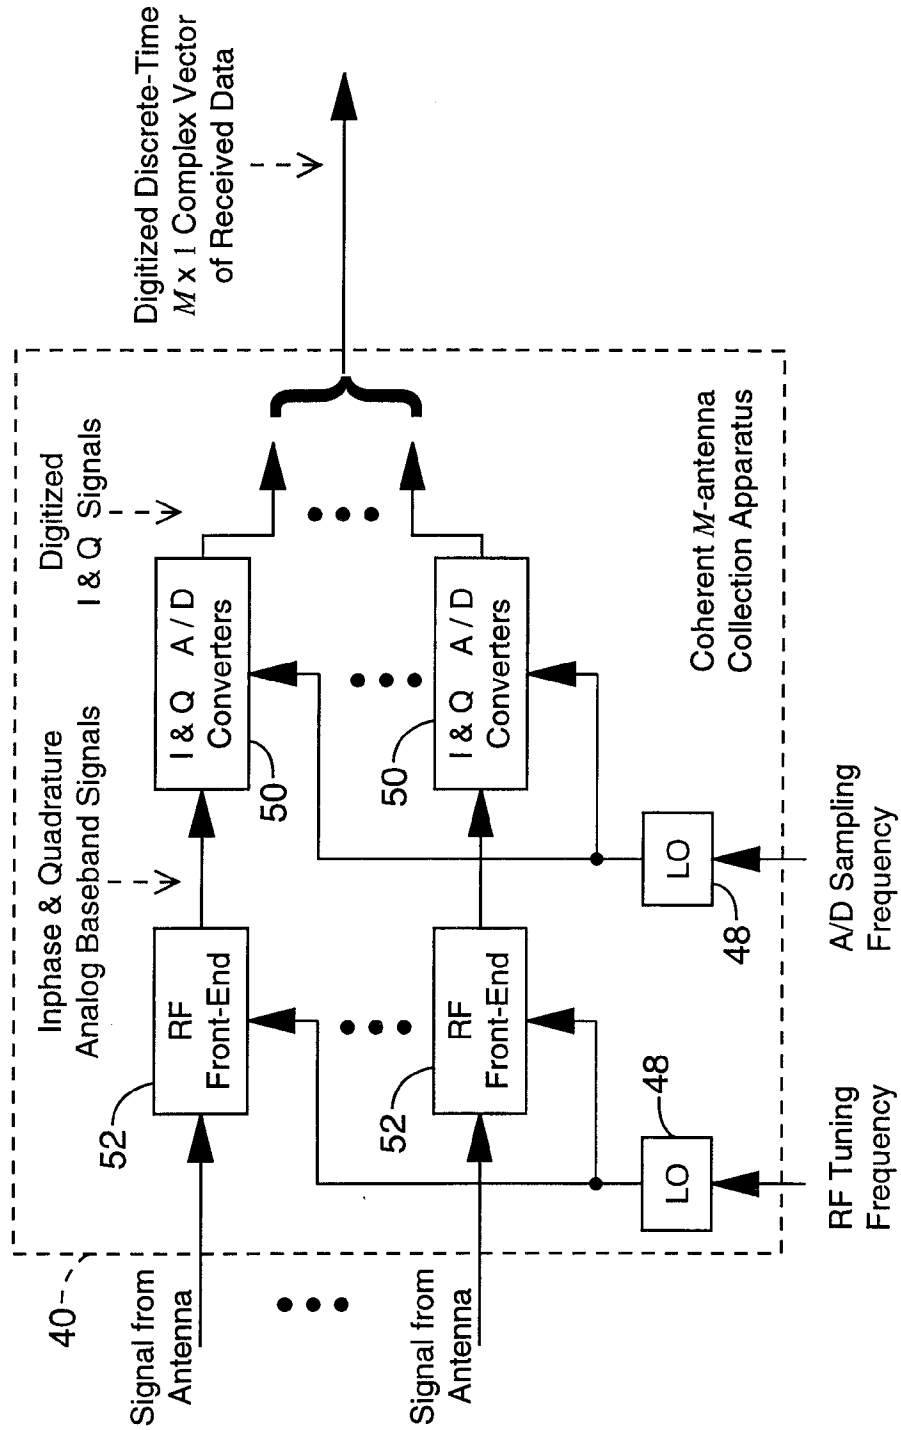 Digitized Discrete-Time
M x 1 Complex Vector
of Received Data
Digitized
I & Q Signals
Inphase & Quadrature
Analog Baseband Signals
40
Signal from
Antenna
52
RF
Front-End
50
I & Q A / D
Converters
Signal from
Antenna
52
RF
Front-End
50
I & Q A / D
Converters
48
LO
48
LO
Coherent M-antenna
Collection Apparatus
RF Tuning
Frequency
A/D Sampling
Frequency